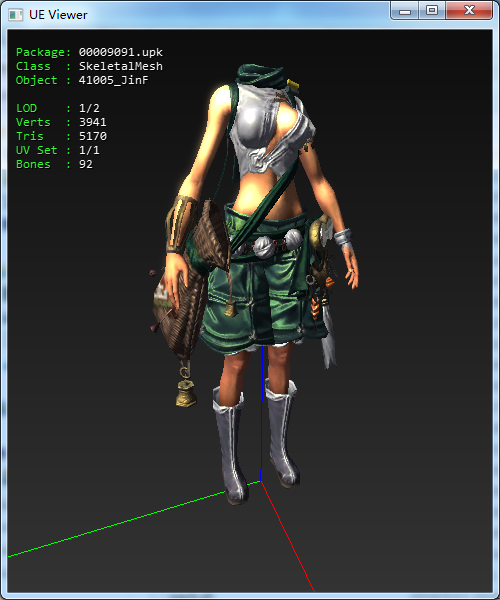 UE Viewer
Package: 00009091.upk
Class : SkeletalMesh
Object : 41005_JinF
LOD : 1/2
Verts : 3941
Tris : 5170
UV Set : 1/1
Bones : 92